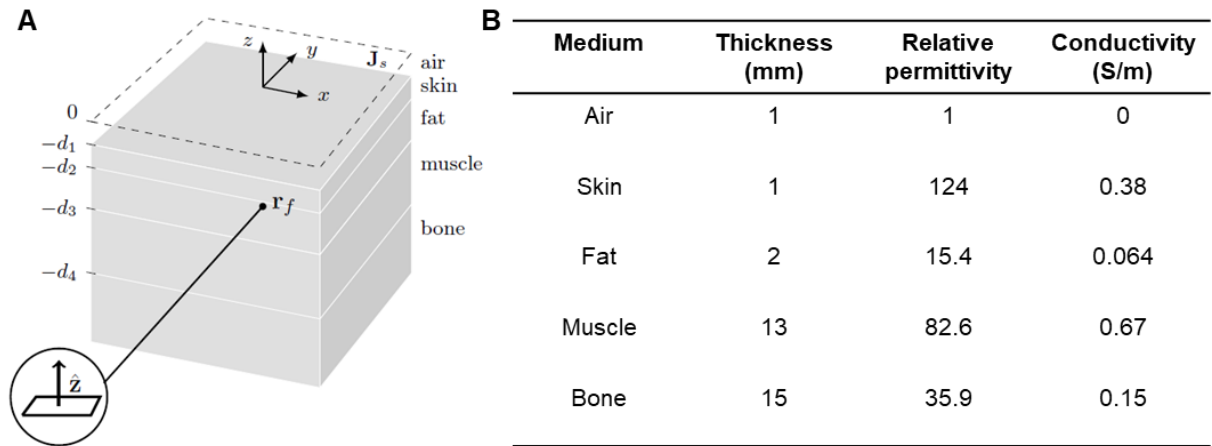 A
z
y
J_s
x
air
skin
fat
muscle
bone
0
−d₁
−d₂
−d₃
−d₄
r_f
ẑ
B
Medium Thickness (mm) Relative permittivity Conductivity (S/m)
Air 1 1 0
Skin 1 124 0.38
Fat 2 15.4 0.064
Muscle 13 82.6 0.67
Bone 15 35.9 0.15